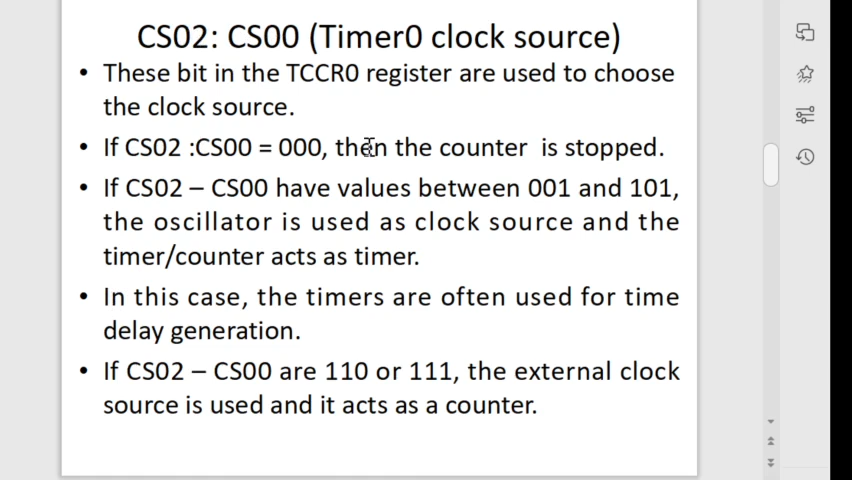 CS02: CS00 (Timer0 clock source)
• These bit in the TCCR0 register are used to choose
the clock source.
• If CS02 :CS00 = 000, then the counter is stopped.
• If CS02 – CS00 have values between 001 and 101,
the oscillator is used as clock source and the
timer/counter acts as timer.
• In this case, the timers are often used for time
delay generation.
• If CS02 – CS00 are 110 or 111, the external clock
source is used and it acts as a counter.